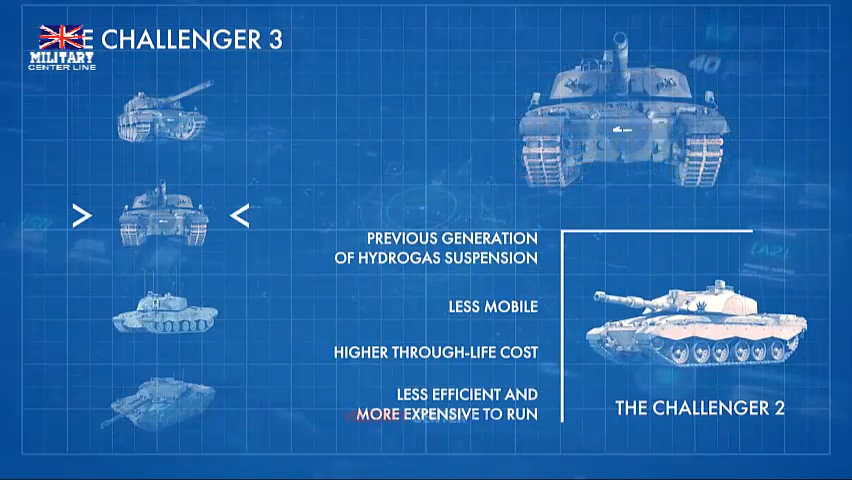 E CHALLENGER 3
MILITARY
CENTER LINE
40
PREVIOUS GENERATION
OF HYDROGAS SUSPENSION
LESS MOBILE
HIGHER THROUGH-LIFE COST
LESS EFFICIENT AND
MORE EXPENSIVE TO RUN
THE CHALLENGER 2